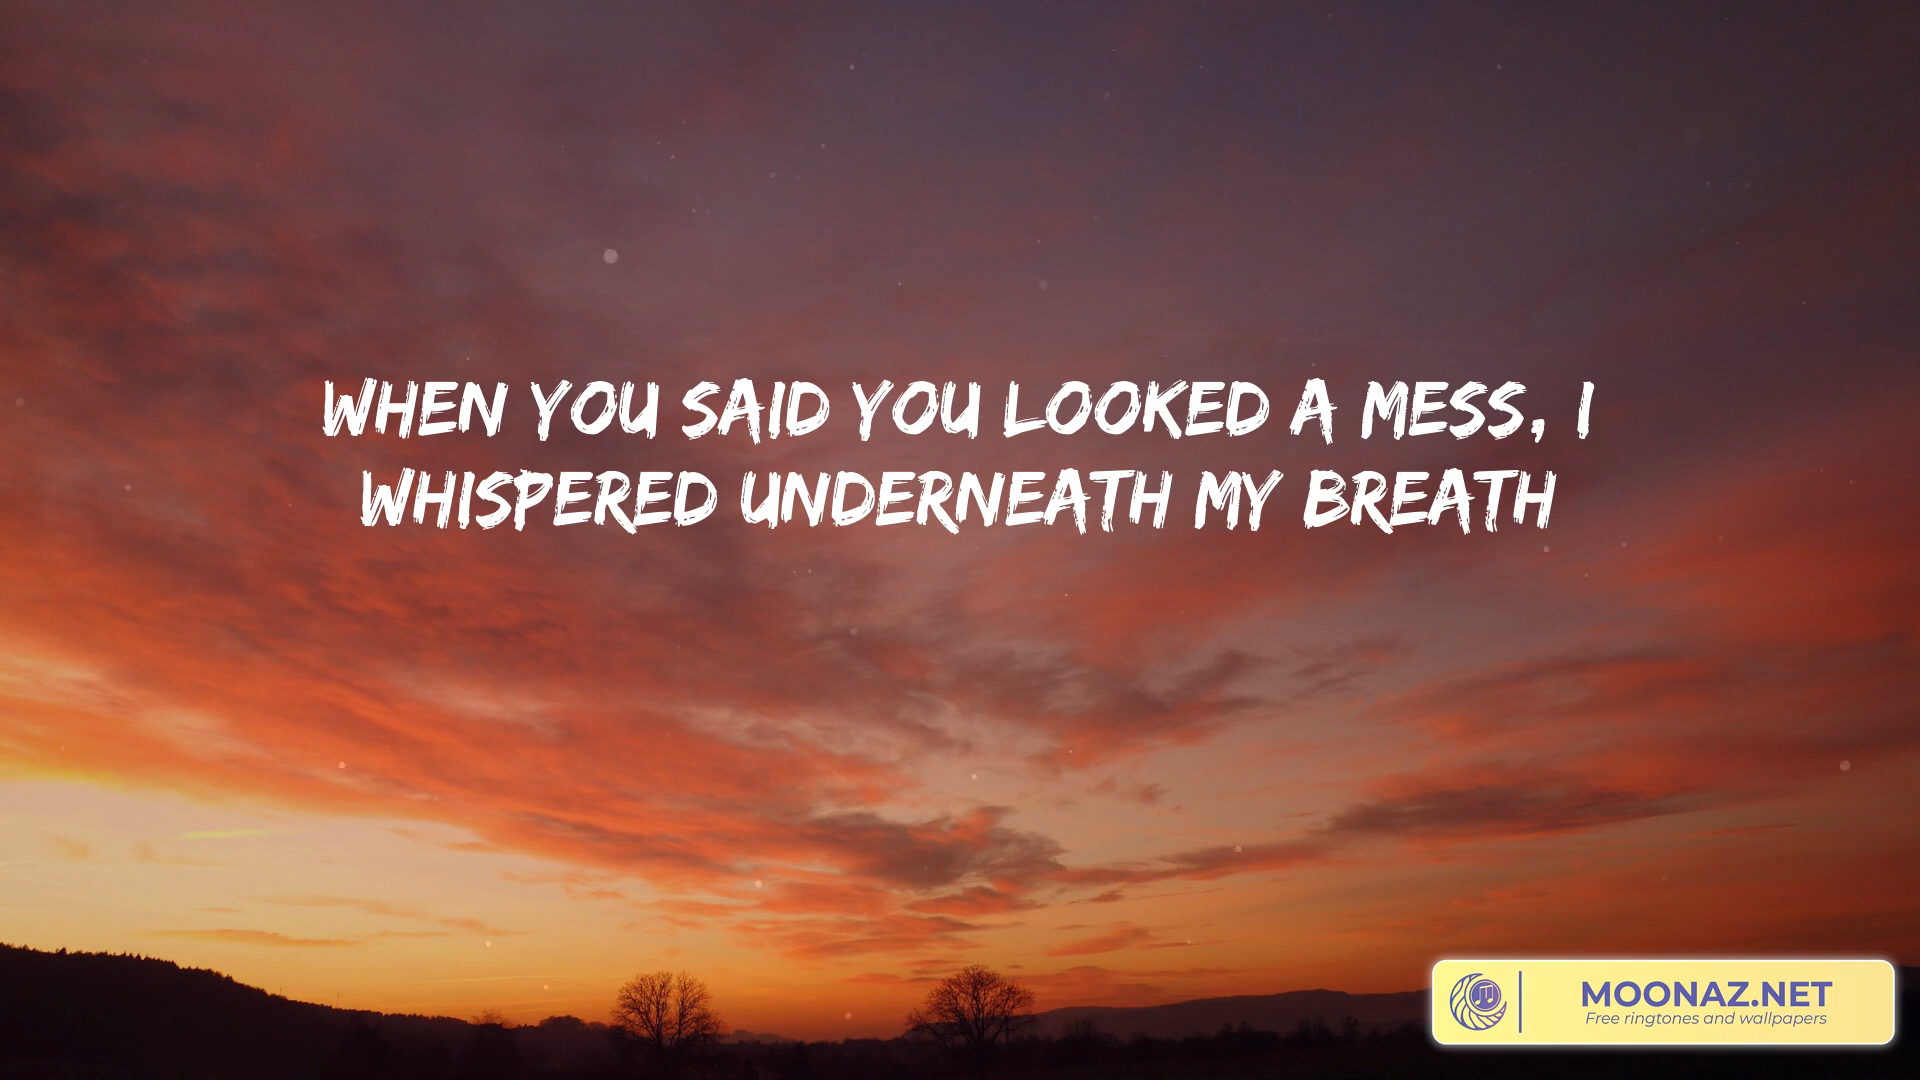 WHEN YOU SAID YOU LOOKED A MESS, I
WHISPERED UNDERNEATH MY BREATH
MOONAZ.NET
Free ringtones and wallpapers